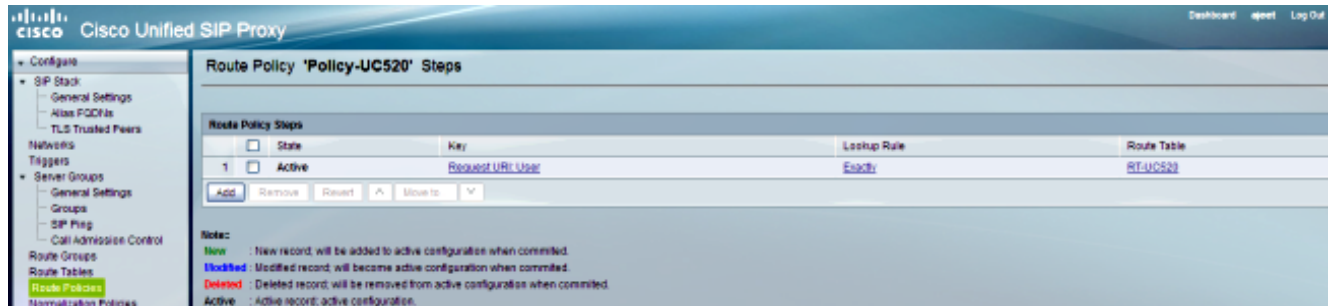 Dashboard ajeet Log Out
cisco Cisco Unified SIP Proxy
Configure
SIP Stack
General Settings
Alias FQDNs
TLS Trusted Peers
Networks
Triggers
Server Groups
General Settings
Groups
SIP Ping
Call Admission Control
Route Groups
Route Tables
Route Policies
Normalization Policies
Route Policy 'Policy-UC520' Steps
Route Policy Steps
State Key Lookup Rule Route Table
1 Active Request URI: User Exactly RT-UC520
Add Remove Revert Move to
Note:
New : New record; will be added to active configuration when commited.
Modified : Modified record; will become active configuration when commited.
Deleted : Deleted record; will be removed from active configuration when commited.
Active : Active record; active configuration.